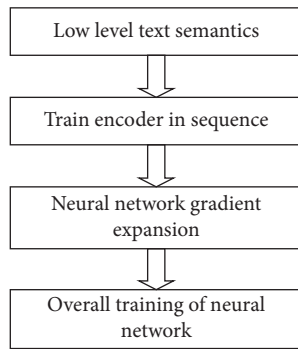 Low level text semantics
Train encoder in sequence
Neural network gradient
expansion
Overall training of neural
network